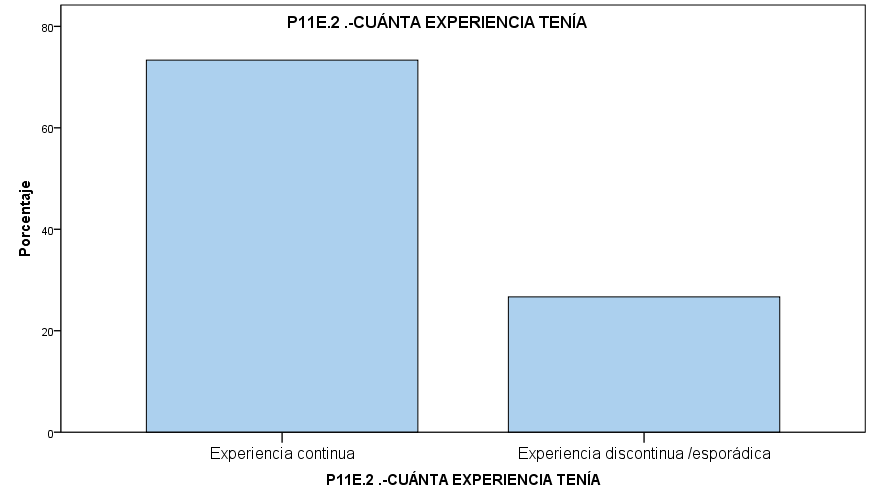 P11E.2 .-CUÁNTA EXPERIENCIA TENÍA
80
60
40
20
0
Porcentaje
Experiencia continua
Experiencia discontinua /esporádica
P11E.2 .-CUÁNTA EXPERIENCIA TENÍA